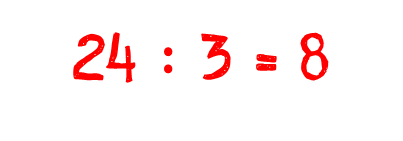 24 : 3 = 8